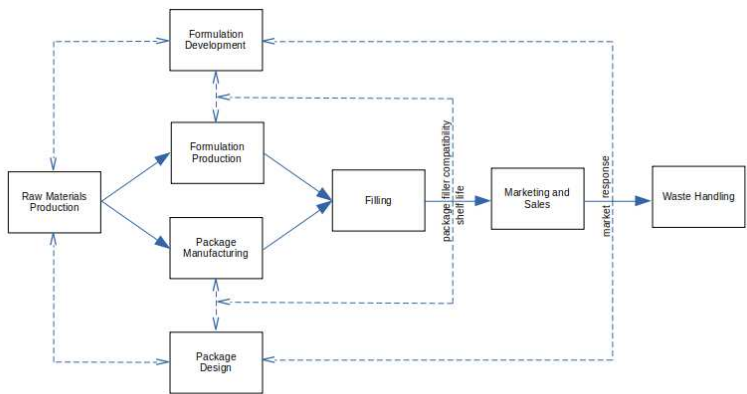 Formulation
Development
Formulation
Production
Raw Materials
Production
Package
Manufacturing
Package
Design
Filling
package filler compatibility
shelf life
Marketing and
Sales
market response
Waste Handling